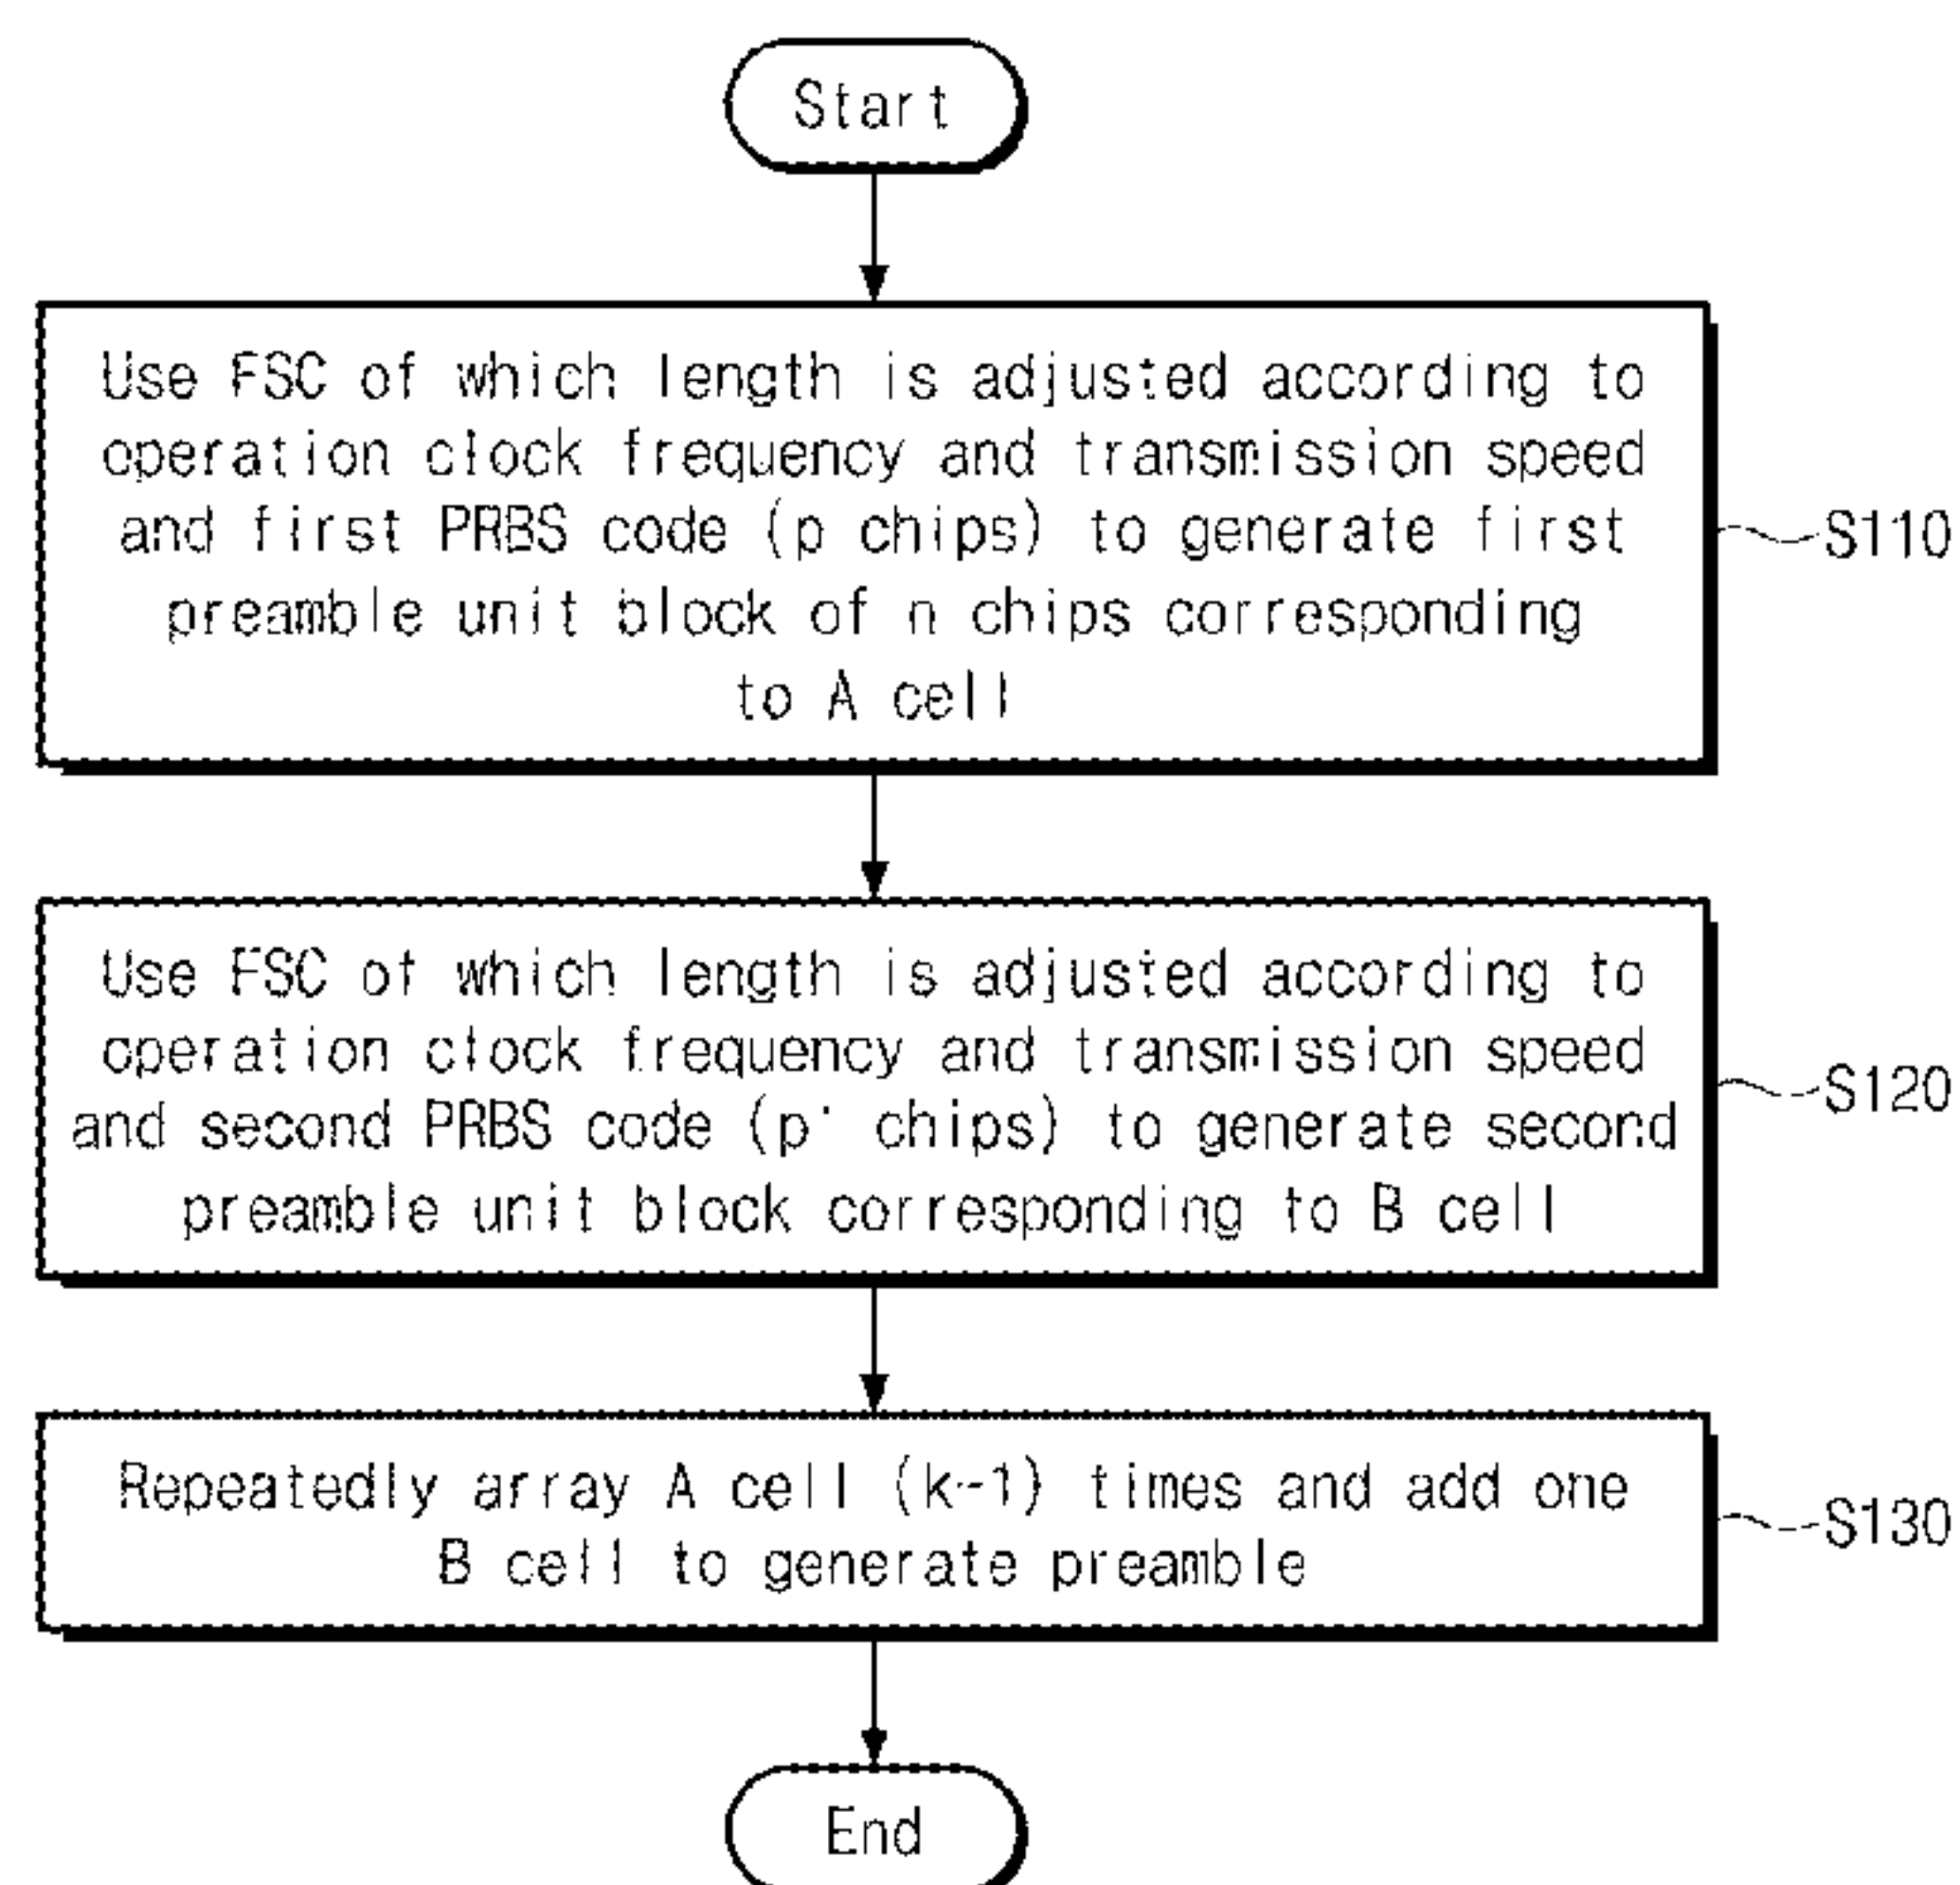 Start
Use FSC of which length is adjusted according to
operation clock frequency and transmission speed
and first PRBS code (p chips) to generate first
preamble unit block of n chips corresponding
to A cell
S110
Use FSC of which length is adjusted according to
operation clock frequency and transmission speed
and second PRBS code (p' chips) to generate second
preamble unit block corresponding to B cell
S120
Repeatedly array A cell (k-1) times and add one
B cell to generate preamble
S130
End